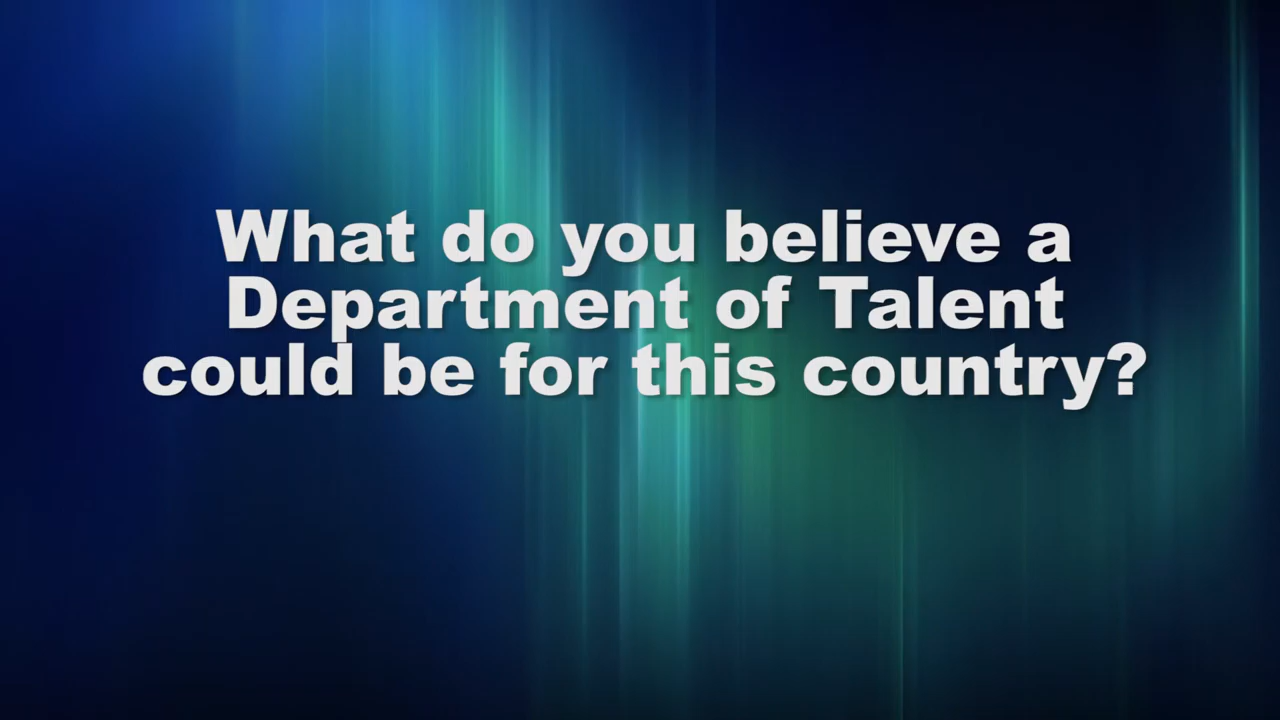 What do you believe a
Department of Talent
could be for this country?